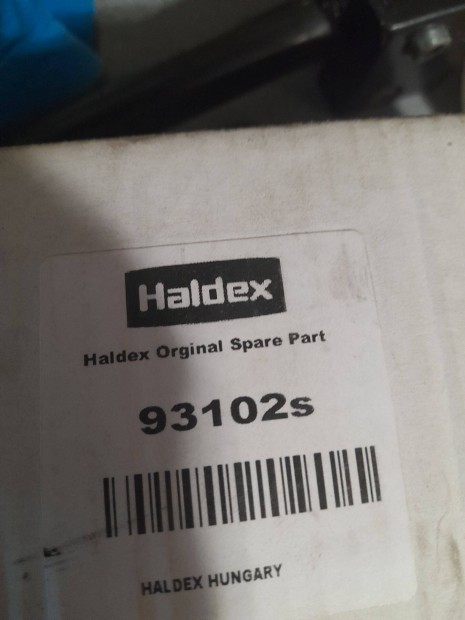 Haldex
Haldex Orginal Spare Part
93102s
HALDEX HUNGARY